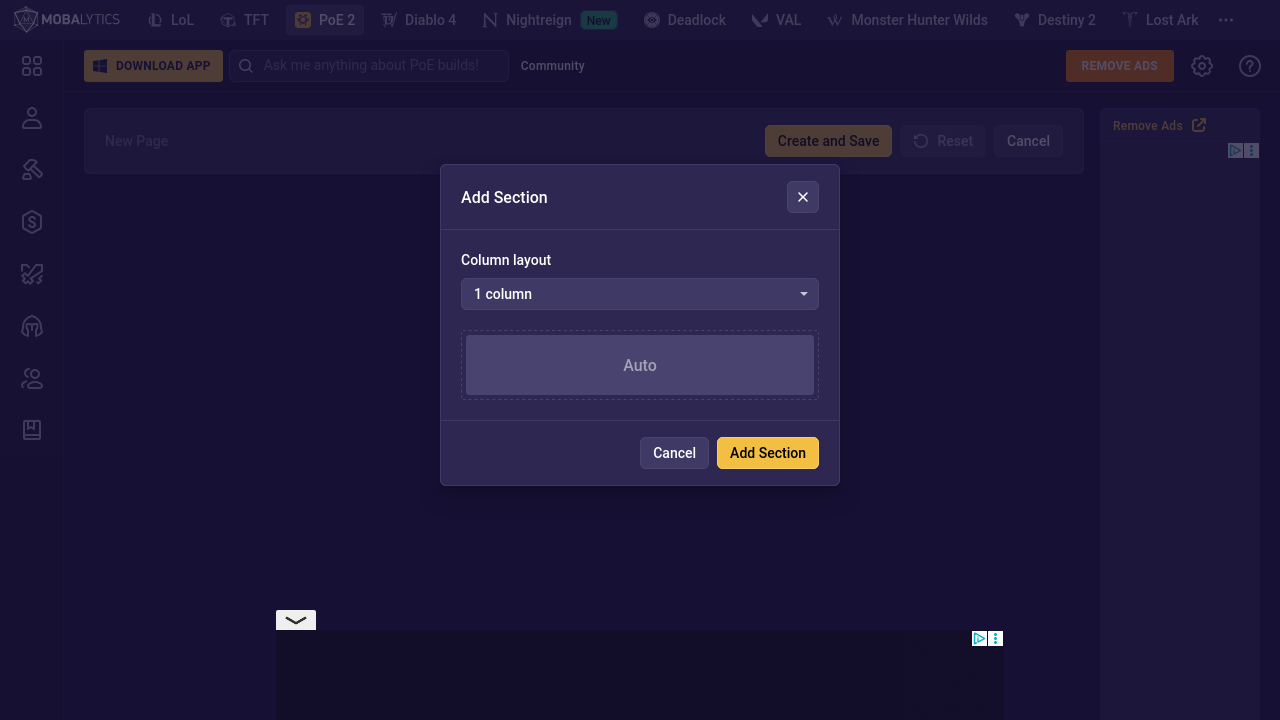 MOBALYTICS
LoL
TFT
PoE 2
Diablo 4
Nightreign New
Deadlock
VAL
Monster Hunter Wilds
Destiny 2
Lost Ark
DOWNLOAD APP
Ask me anything about PoE builds!
Community
REMOVE ADS
New Page
Create and Save
Reset
Cancel
Remove Ads
Add Section
Column layout
1 column
Auto
Cancel
Add Section